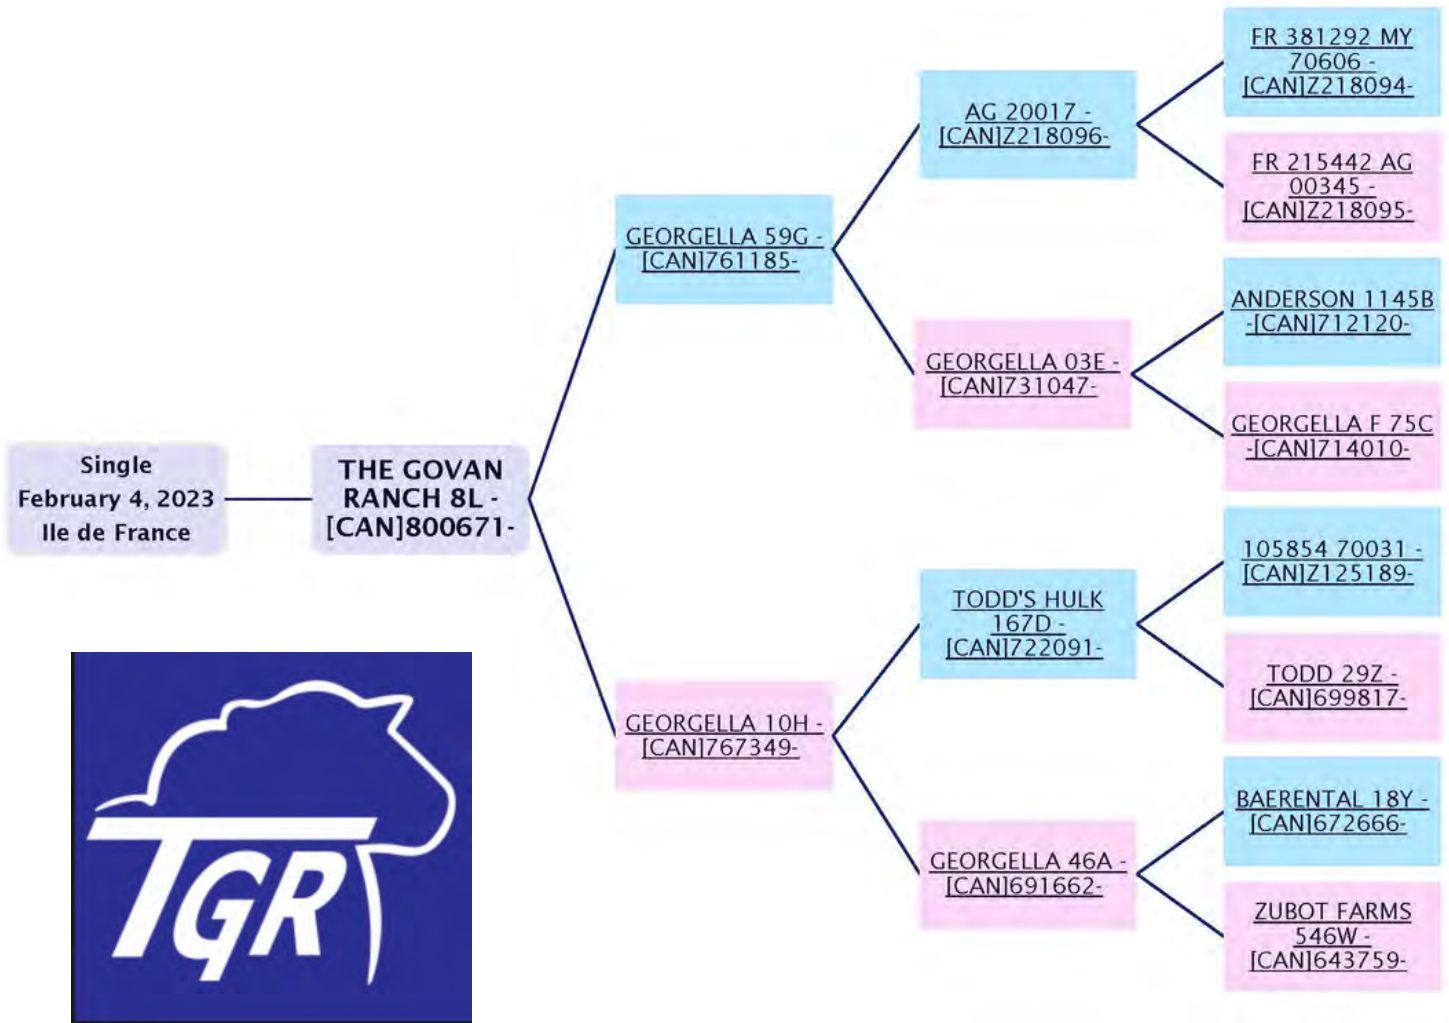 Single
February 4, 2023
Ile de France
THE GOVAN
RANCH 8L -
[CAN]800671-
GEORGELLA 59G -
[CAN]761185-
GEORGELLA 10H -
[CAN]767349-
AG 20017 -
[CAN]Z218096-
GEORGELLA 03E -
[CAN]731047-
TODD'S HULK
167D -
[CAN]722091-
GEORGELLA 46A -
[CAN]691662-
FR 381292 MY
70606 -
[CAN]Z218094-
FR 215442 AG
00345 -
[CAN]Z218095-
ANDERSON 1145B
-[CAN]712120-
GEORGELLA F 75C
-[CAN]714010-
105854 70031 -
[CAN]Z125189-
TODD 29Z -
[CAN]699817-
BAERENTAL 18Y -
[CAN]672666-
ZUBOT FARMS
546W -
[CAN]643759-
TGR